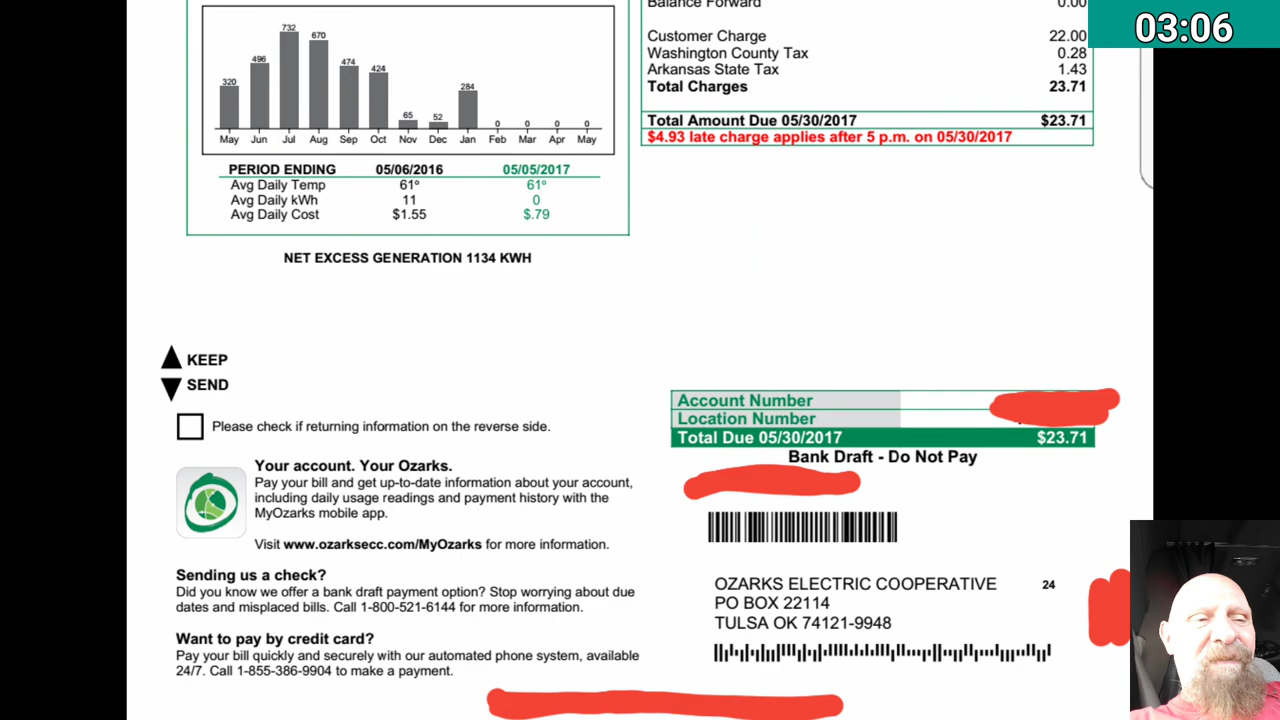 Balance Forward 0.00
03:06
Customer Charge 22.00
Washington County Tax 0.28
Arkansas State Tax 1.43
Total Charges 23.71
Total Amount Due 05/30/2017 $23.71
$4.93 late charge applies after 5 p.m. on 05/30/2017
320 496 732 670 474 424 65 52 284 0 0 0 0
May Jun Jul Aug Sep Oct Nov Dec Jan Feb Mar Apr May
PERIOD ENDING 05/06/2016 05/05/2017
Avg Daily Temp 61º 61º
Avg Daily kWh 11 0
Avg Daily Cost $1.55 $.79
NET EXCESS GENERATION 1134 KWH
KEEP
SEND
Please check if returning information on the reverse side.
Your account. Your Ozarks.
Pay your bill and get up-to-date information about your account,
including daily usage readings and payment history with the
MyOzarks mobile app.
Visit www.ozarksecc.com/MyOzarks for more information.
Sending us a check?
Did you know we offer a bank draft payment option? Stop worrying about due
dates and misplaced bills. Call 1-800-521-6144 for more information.
Want to pay by credit card?
Pay your bill quickly and securely with our automated phone system, available
24/7. Call 1-855-386-9904 to make a payment.
Account Number
Location Number
Total Due 05/30/2017 $23.71
Bank Draft - Do Not Pay
OZARKS ELECTRIC COOPERATIVE 24
PO BOX 22114
TULSA OK 74121-9948